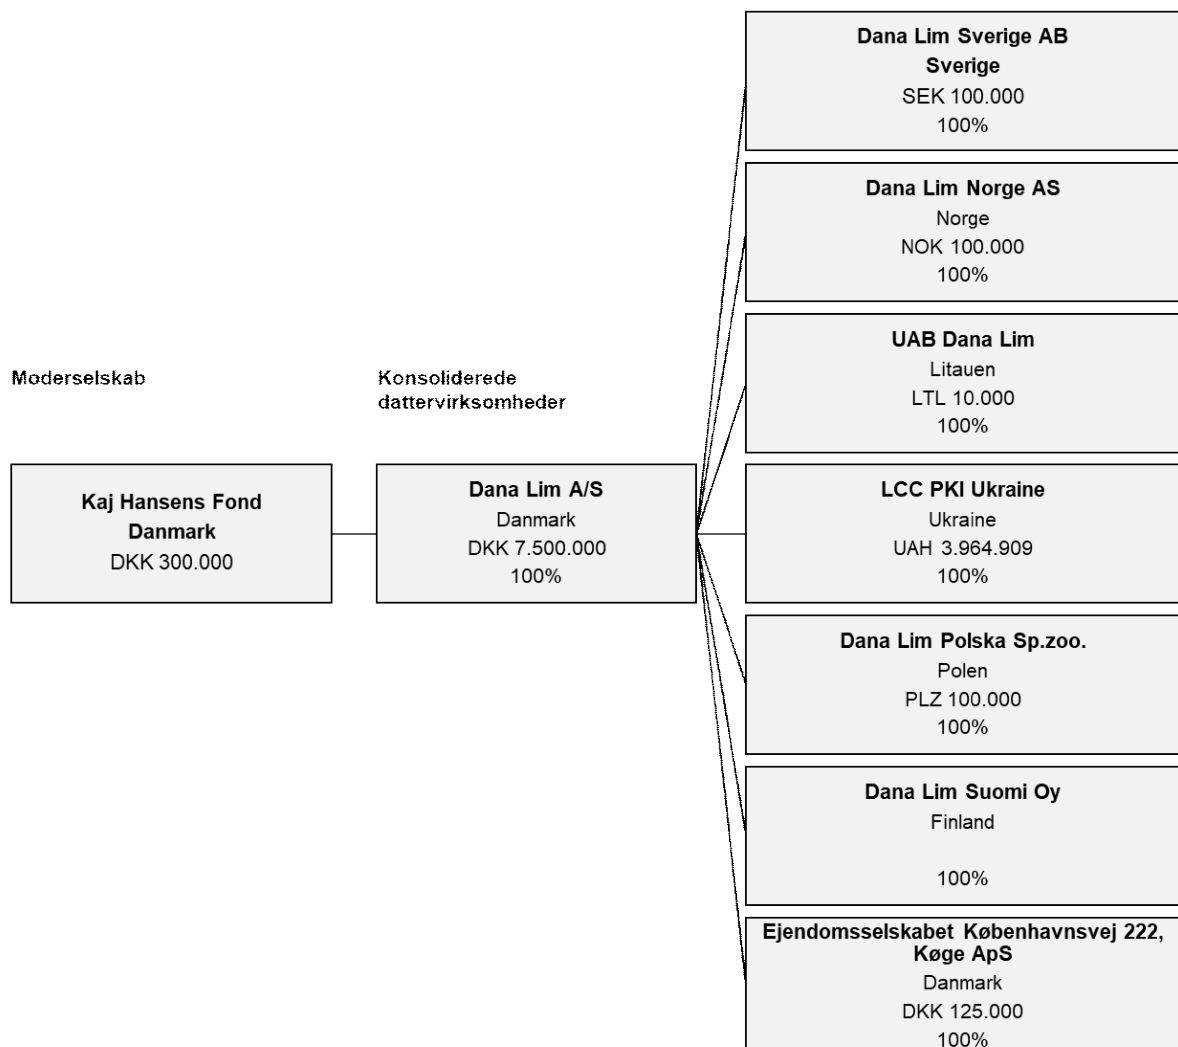 Moderselskab
Kaj Hansens Fond
Danmark
DKK 300.000
Konsoliderede
dattervirksomheder
Dana Lim A/S
Danmark
DKK 7.500.000
100%
Dana Lim Sverige AB
Sverige
SEK 100.000
100%
Dana Lim Norge AS
Norge
NOK 100.000
100%
UAB Dana Lim
Litauen
LTL 10.000
100%
LCC PKI Ukraine
Ukraine
UAH 3.964.909
100%
Dana Lim Polska Sp.zoo.
Polen
PLZ 100.000
100%
Dana Lim Suomi Oy
Finland
100%
Ejendomsselskabet Københavnsvej 222,
Køge ApS
Danmark
DKK 125.000
100%